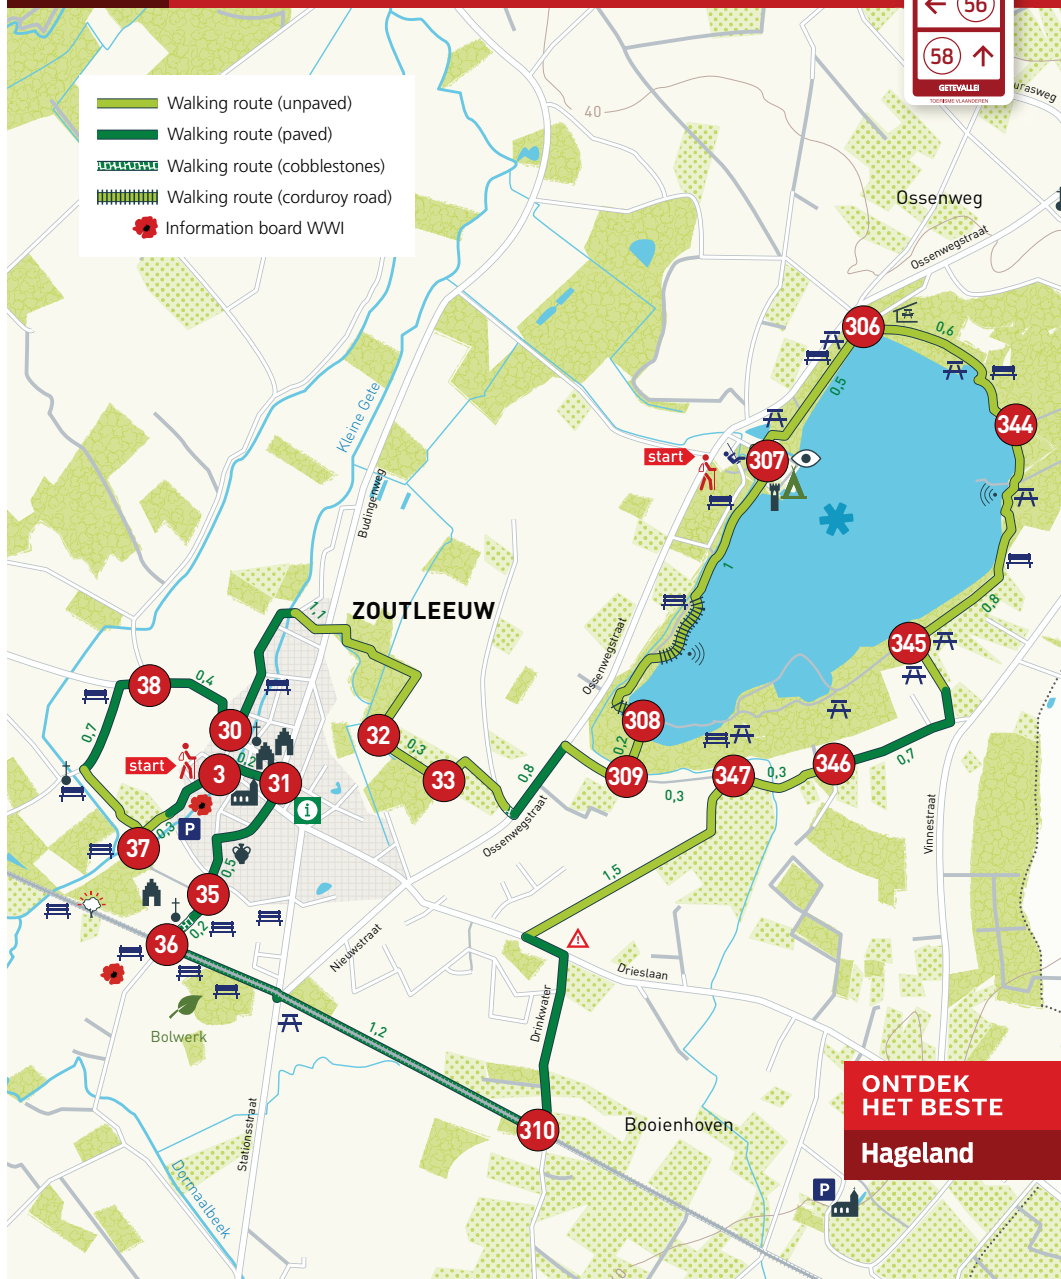 56
58
GETEVALLEI
TOERISME VLAANDEREN
Walking route (unpaved)
Walking route (paved)
Walking route (cobblestones)
Walking route (corduroy road)
Information board WWI
40
urasweg
Ossenweg
Ossenwegstraat
306
0,6
0,5
344
Kleine Gete
start
307
Budingenweg
1
ZOUTLEEUW
1,1
0,8
345
Ossenwegstraat
38
0,4
30
0,7
32
0,3
308
0,2
start
3
0,2
31
33
0,8
309
0,3
347
0,3
346
0,7
i
P
0,3
37
Ossenwegstraat
Vinnestraat
0,5
35
1,5
0,2
36
Nieuwstraat
Drieslaan
Drinkwater
Bolwerk
1,2
310
Booienhoven
Stationsstraat
Dormaalbeek
P
ONTDEK
HET BESTE
Hageland